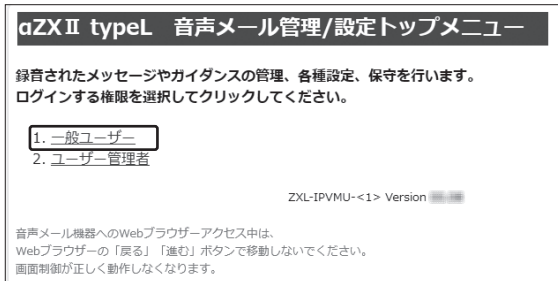 αZXⅡ typeL 音声メール管理/設定トップメニュー
録音されたメッセージやガイダンスの管理、各種設定、保守を行います。
ログインする権限を選択してクリックしてください。
1. 一般ユーザー
2. ユーザー管理者
ZXL-IPVMU-<1> Version
音声メール機器へのWebブラウザーアクセス中は、
Webブラウザーの「戻る」「進む」ボタンで移動しないでください。
画面制御が正しく動作しなくなります。